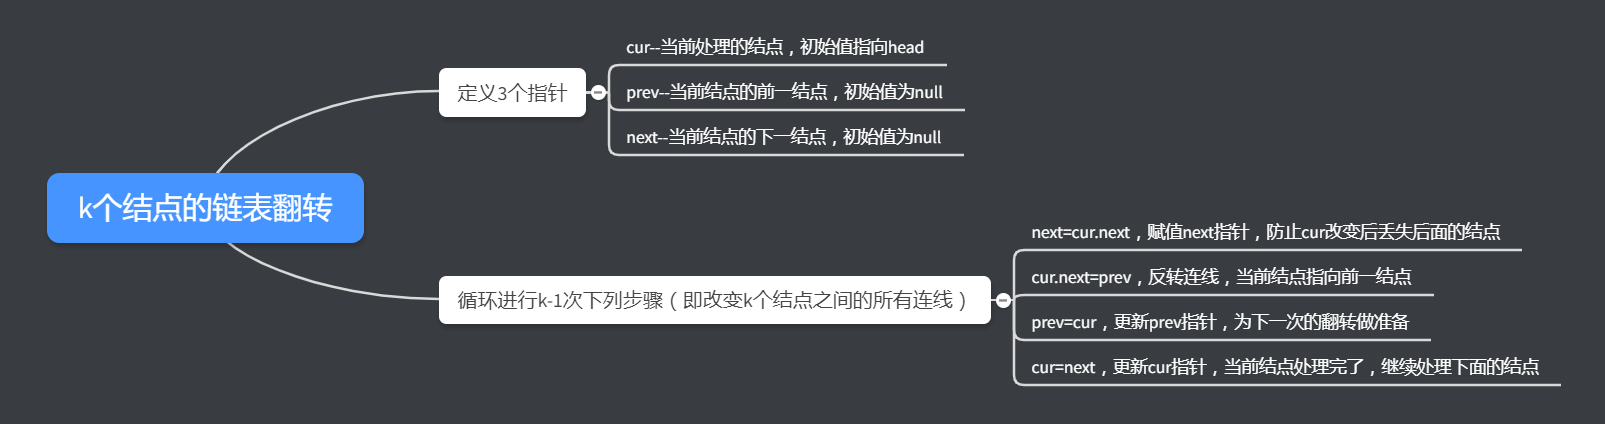 k个结点的链表翻转
定义3个指针
cur--当前处理的结点，初始值指向head
prev--当前结点的前一结点，初始值为null
next--当前结点的下一结点，初始值为null
循环进行k-1次下列步骤（即改变k个结点之间的所有连线）
next=cur.next，赋值next指针，防止cur改变后丢失后面的结点
cur.next=prev，反转连线，当前结点指向前一结点
prev=cur，更新prev指针，为下一次的翻转做准备
cur=next，更新cur指针，当前结点处理完了，继续处理下面的结点